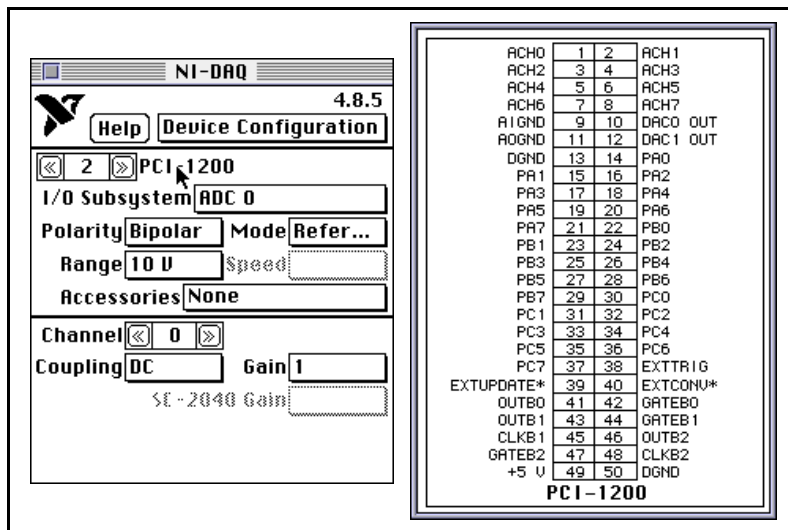 NI-DAQ
4.8.5
Help Device Configuration
2 PCI-1200
I/O Subsystem ADC 0
Polarity Bipolar Mode Refer...
Range 10 V Speed
Accessories None
Channel 0
Coupling DC Gain 1
SC-2040 Gain
ACH0 1 2 ACH1
ACH2 3 4 ACH3
ACH4 5 6 ACH5
ACH6 7 8 ACH7
AIGND 9 10 DAC0 OUT
AOGND 11 12 DAC1 OUT
DGND 13 14 PA0
PA1 15 16 PA2
PA3 17 18 PA4
PA5 19 20 PA6
PA7 21 22 PB0
PB1 23 24 PB2
PB3 25 26 PB4
PB5 27 28 PB6
PB7 29 30 PC0
PC1 31 32 PC2
PC3 33 34 PC4
PC5 35 36 PC6
PC7 37 38 EXTTRIG
EXTUPDATE* 39 40 EXTCONV*
OUTB0 41 42 GATEB0
OUTB1 43 44 GATEB1
CLKB1 45 46 OUTB2
GATEB2 47 48 CLKB2
+5 V 49 50 DGND
PCI-1200